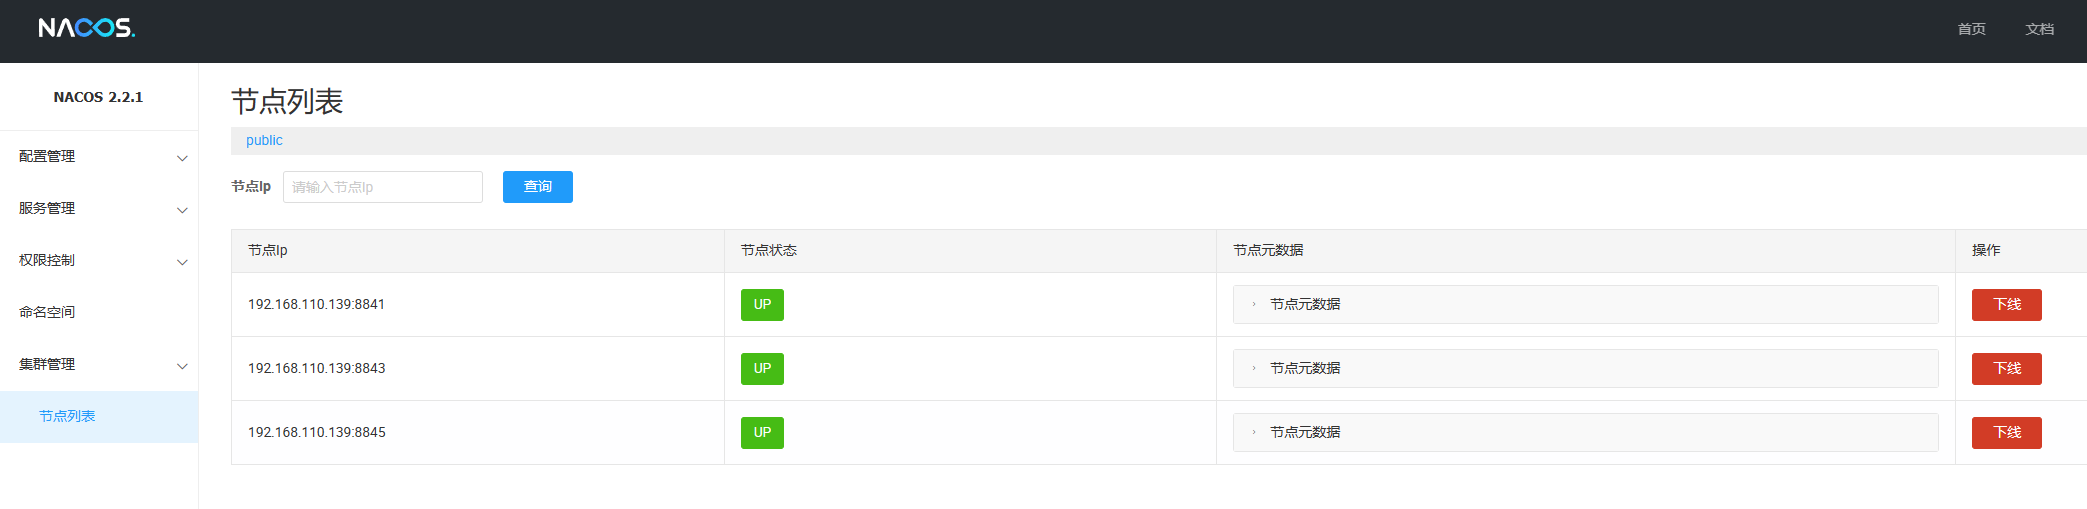 NACOS.
首页 文档
NACOS 2.2.1
配置管理
服务管理
权限控制
命名空间
集群管理
节点列表
节点列表
public
节点Ip 请输入节点Ip 查询
节点Ip 节点状态 节点元数据 操作
192.168.110.139:8841 UP 节点元数据 下线
192.168.110.139:8843 UP 节点元数据 下线
192.168.110.139:8845 UP 节点元数据 下线